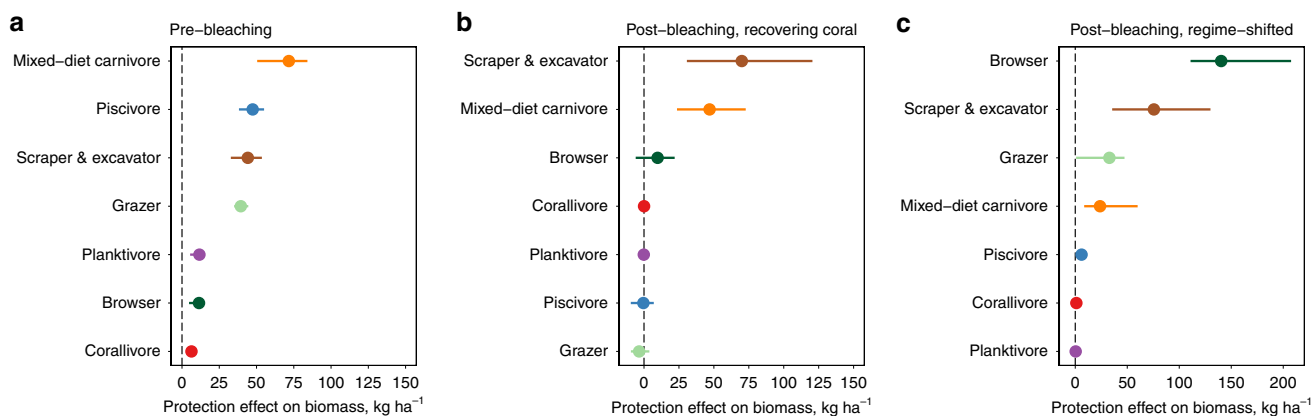 a
Pre–bleaching
Mixed–diet carnivore
Piscivore
Scraper & excavator
Grazer
Planktivore
Browser
Corallivore
0 25 50 75 100 125 150
Protection effect on biomass, kg ha⁻¹
b
Post–bleaching, recovering coral
Scraper & excavator
Mixed–diet carnivore
Browser
Corallivore
Planktivore
Piscivore
Grazer
0 25 50 75 100 125 150
Protection effect on biomass, kg ha⁻¹
c
Post–bleaching, regime–shifted
Browser
Scraper & excavator
Grazer
Mixed–diet carnivore
Piscivore
Corallivore
Planktivore
0 50 100 150 200
Protection effect on biomass, kg ha⁻¹